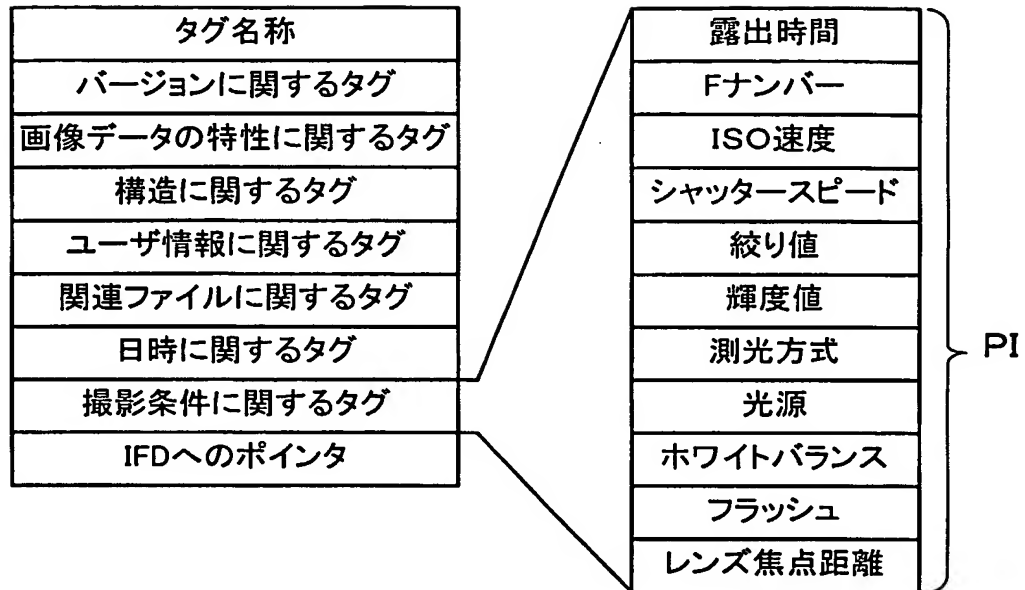 タグ名称
バージョンに関するタグ
画像データの特性に関するタグ
構造に関するタグ
ユーザ情報に関するタグ
関連ファイルに関するタグ
日時に関するタグ
撮影条件に関するタグ
IFDへのポインタ
露出時間
Fナンバー
ISO速度
シャッタースピード
絞り値
輝度値
測光方式
光源
ホワイトバランス
フラッシュ
レンズ焦点距離
PI